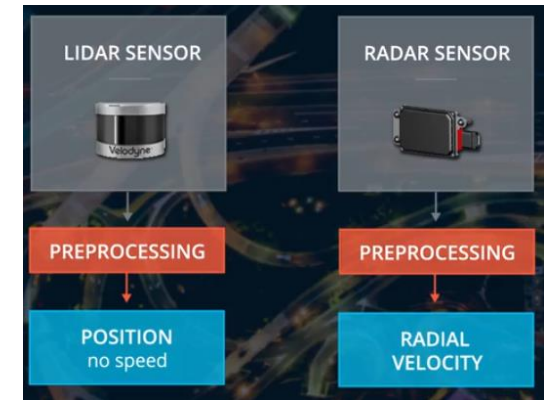 LIDAR SENSOR
RADAR SENSOR
Velodyne
PREPROCESSING
PREPROCESSING
POSITION
no speed
RADIAL
VELOCITY